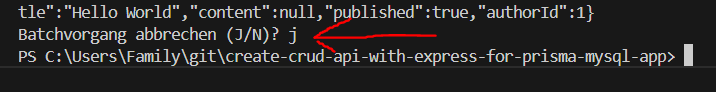 tle":"Hello World","content":null,"published":true,"authorId":1}
Batchvorgang abbrechen (J/N)? j
PS C:\Users\Family\git\create-crud-api-with-express-for-prisma-mysql-app>